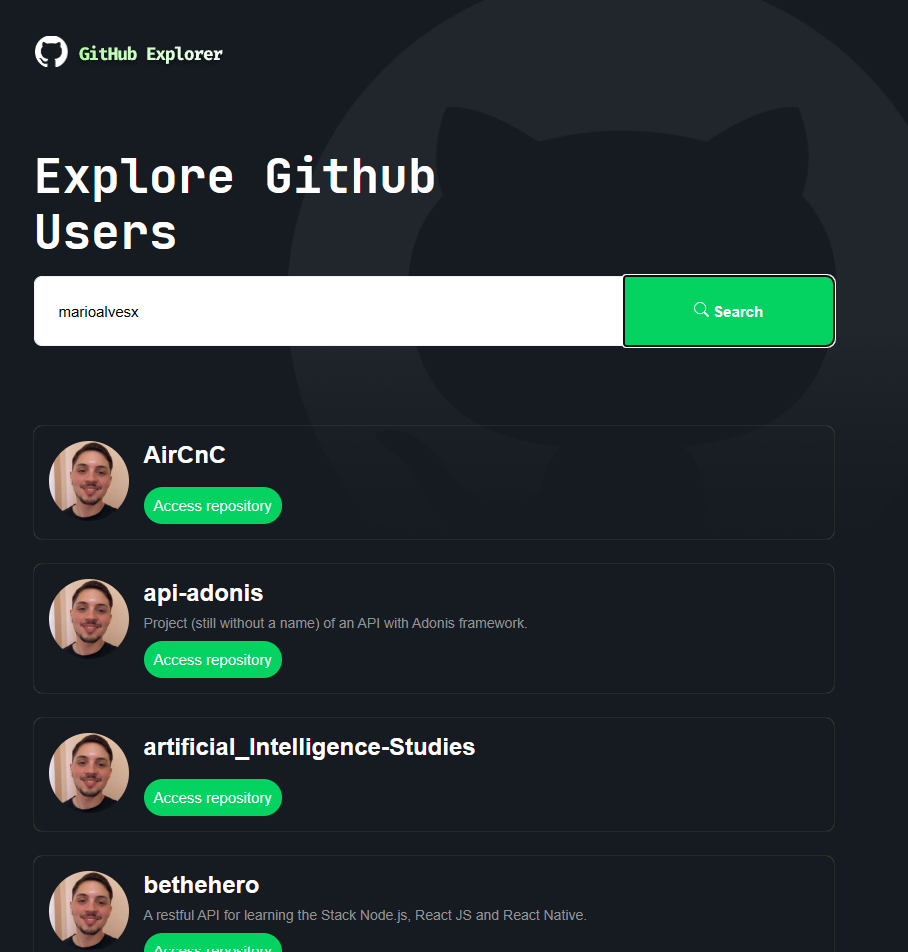 GitHub Explorer
Explore Github
Users
marioalvesx
Search
AirCnC
Access repository
api-adonis
Project (still without a name) of an API with Adonis framework.
Access repository
artificial_Intelligence-Studies
Access repository
bethehero
A restful API for learning the Stack Node.js, React JS and React Native.
Access repository